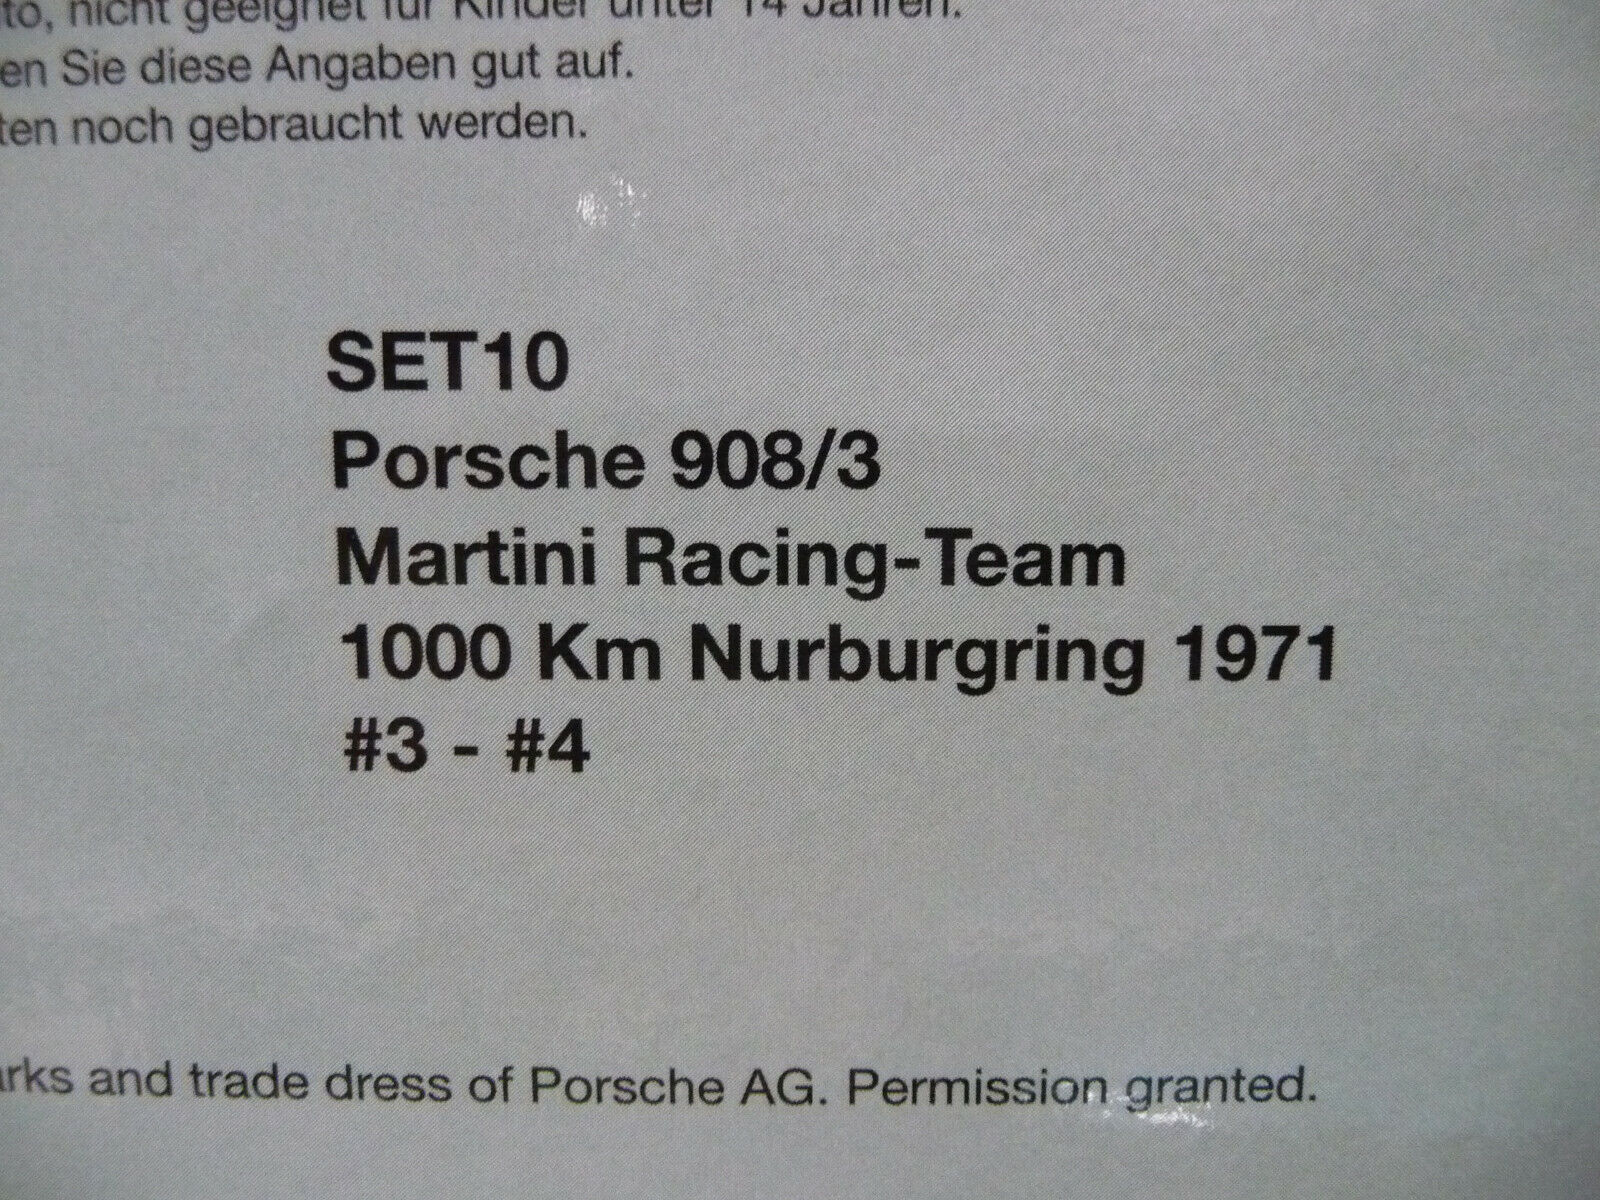 to, nicht geeignet für Kinder unter 14 Jahren.
en Sie diese Angaben gut auf.
ten noch gebraucht werden.
SET10
Porsche 908/3
Martini Racing-Team
1000 Km Nurburgring 1971
#3 - #4
rks and trade dress of Porsche AG. Permission granted.